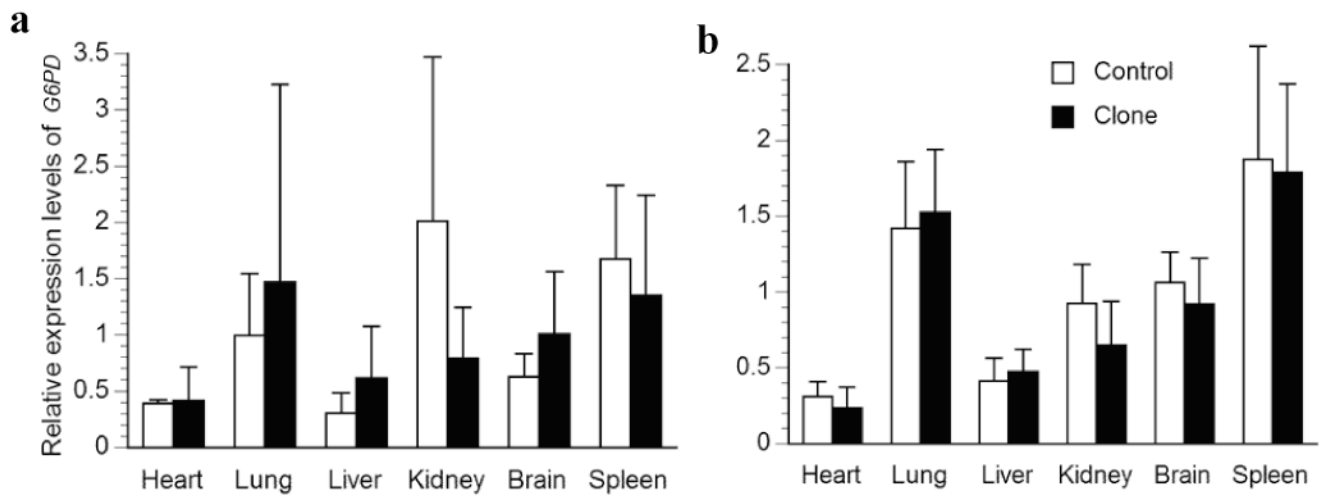 a
Relative expression levels of G6PD
3.5
3
2.5
2
1.5
1
0.5
0
Heart Lung Liver Kidney Brain Spleen
b
2.5
2
1.5
1
0.5
0
Control
Clone
Heart Lung Liver Kidney Brain Spleen